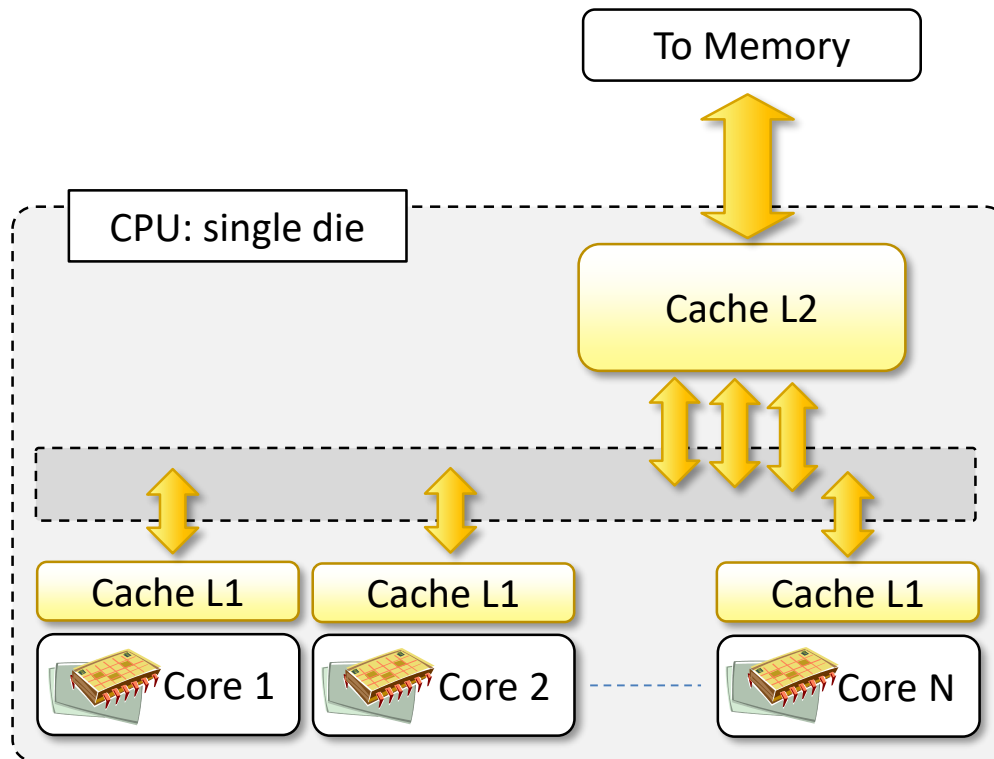 To Memory
CPU: single die
Cache L2
Cache L1
Cache L1
Cache L1
Core 1
Core 2
Core N